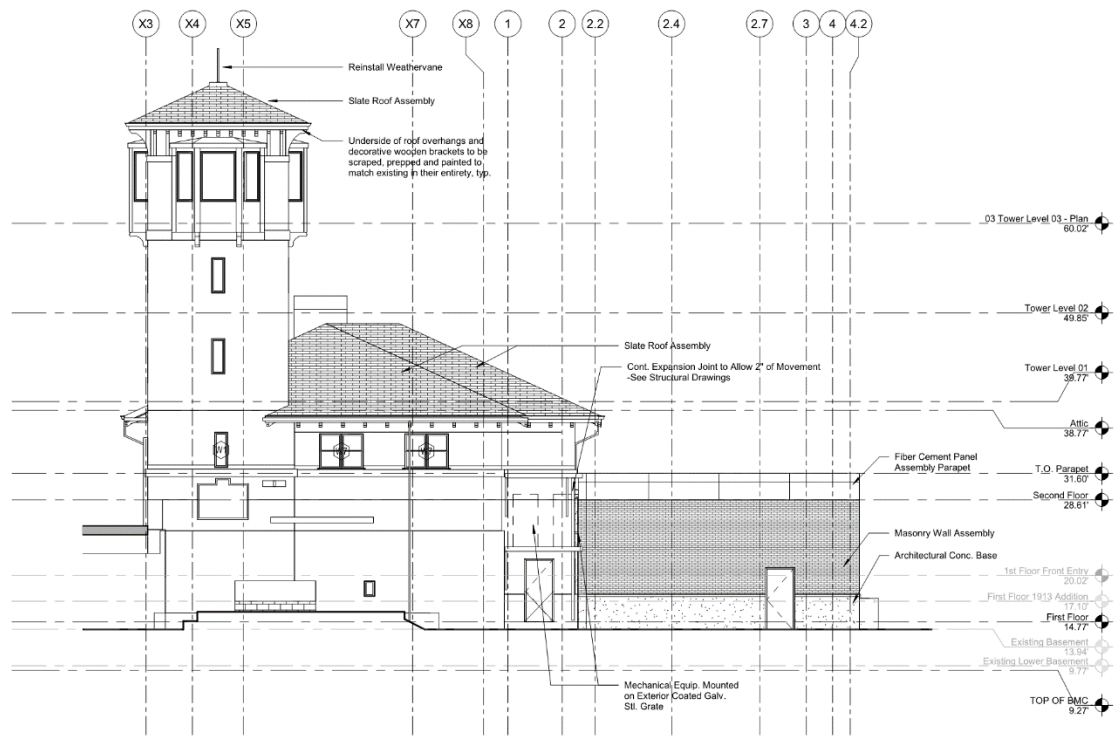 X3 X4 X5 X7 X8 1 2 2.2 2.4 2.7 3 4 4.2
Reinstall Weathervane
Slate Roof Assembly
Underside of roof overhangs and
decorative wooden brackets to be
scraped, prepped and painted to
match existing in their entirety, typ.
03 Tower Level 03 - Plan
60.02'
Tower Level 02
49.85'
Slate Roof Assembly
Cont. Expansion Joint to Allow 2" of Movement
-See Structural Drawings
Tower Level 01
39.77'
Attic
38.77'
Fiber Cement Panel
Assembly Parapet
T.O. Parapet
31.60'
Second Floor
28.61'
Masonry Wall Assembly
Architectural Conc. Base
1st Floor Front Entry
20.02'
First Floor 1913 Addition
17.10'
First Floor
14.77'
Existing Basement
13.94'
Existing Lower Basement
9.77'
Mechanical Equip. Mounted
on Exterior Coated Galv.
Stl. Grate
TOP OF BMC
9.27'